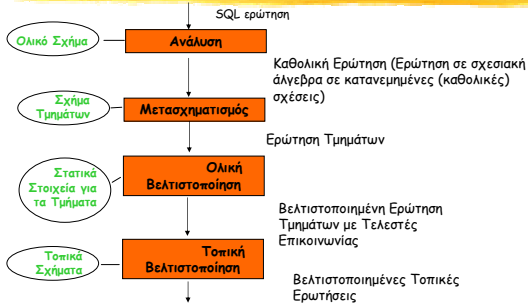 SQL ερώτηση
Ολικό Σχήμα
Ανάλυση
Καθολική Ερώτηση (Ερώτηση σε σχεσιακή
άλγεβρα σε κατανεμημένες (καθολικές)
σχέσεις)
Σχήμα
Τμημάτων
Μετασχηματισμός
Ερώτηση Τμημάτων
Στατικά
Στοιχεία για
τα Τμήματα
Ολική
Βελτιστοποίηση
Βελτιστοποιημένη Ερώτηση
Τμημάτων με Τελεστές
Επικοινωνίας
Τοπικά
Σχήματα
Τοπική
Βελτιστοποίηση
Βελτιστοποιημένες Τοπικές
Ερωτήσεις